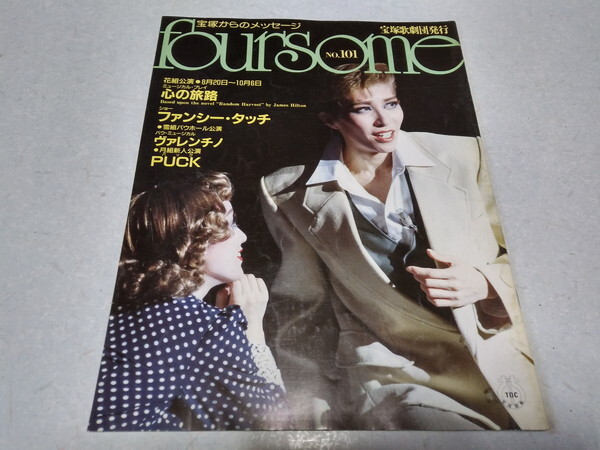 宝塚からのメッセージ
宝塚歌劇団発行
foursome
NO.101
花組公演●8月20日〜10月6日
ミュージカル・プレイ
心の旅路
Based upon the novel "Random Harvest" by James Hilton
ショー
ファンシー・タッチ
●雪組バウホール公演
バウ・ミュージカル
ヴァレンチノ
●月組新人公演
PUCK
TOC